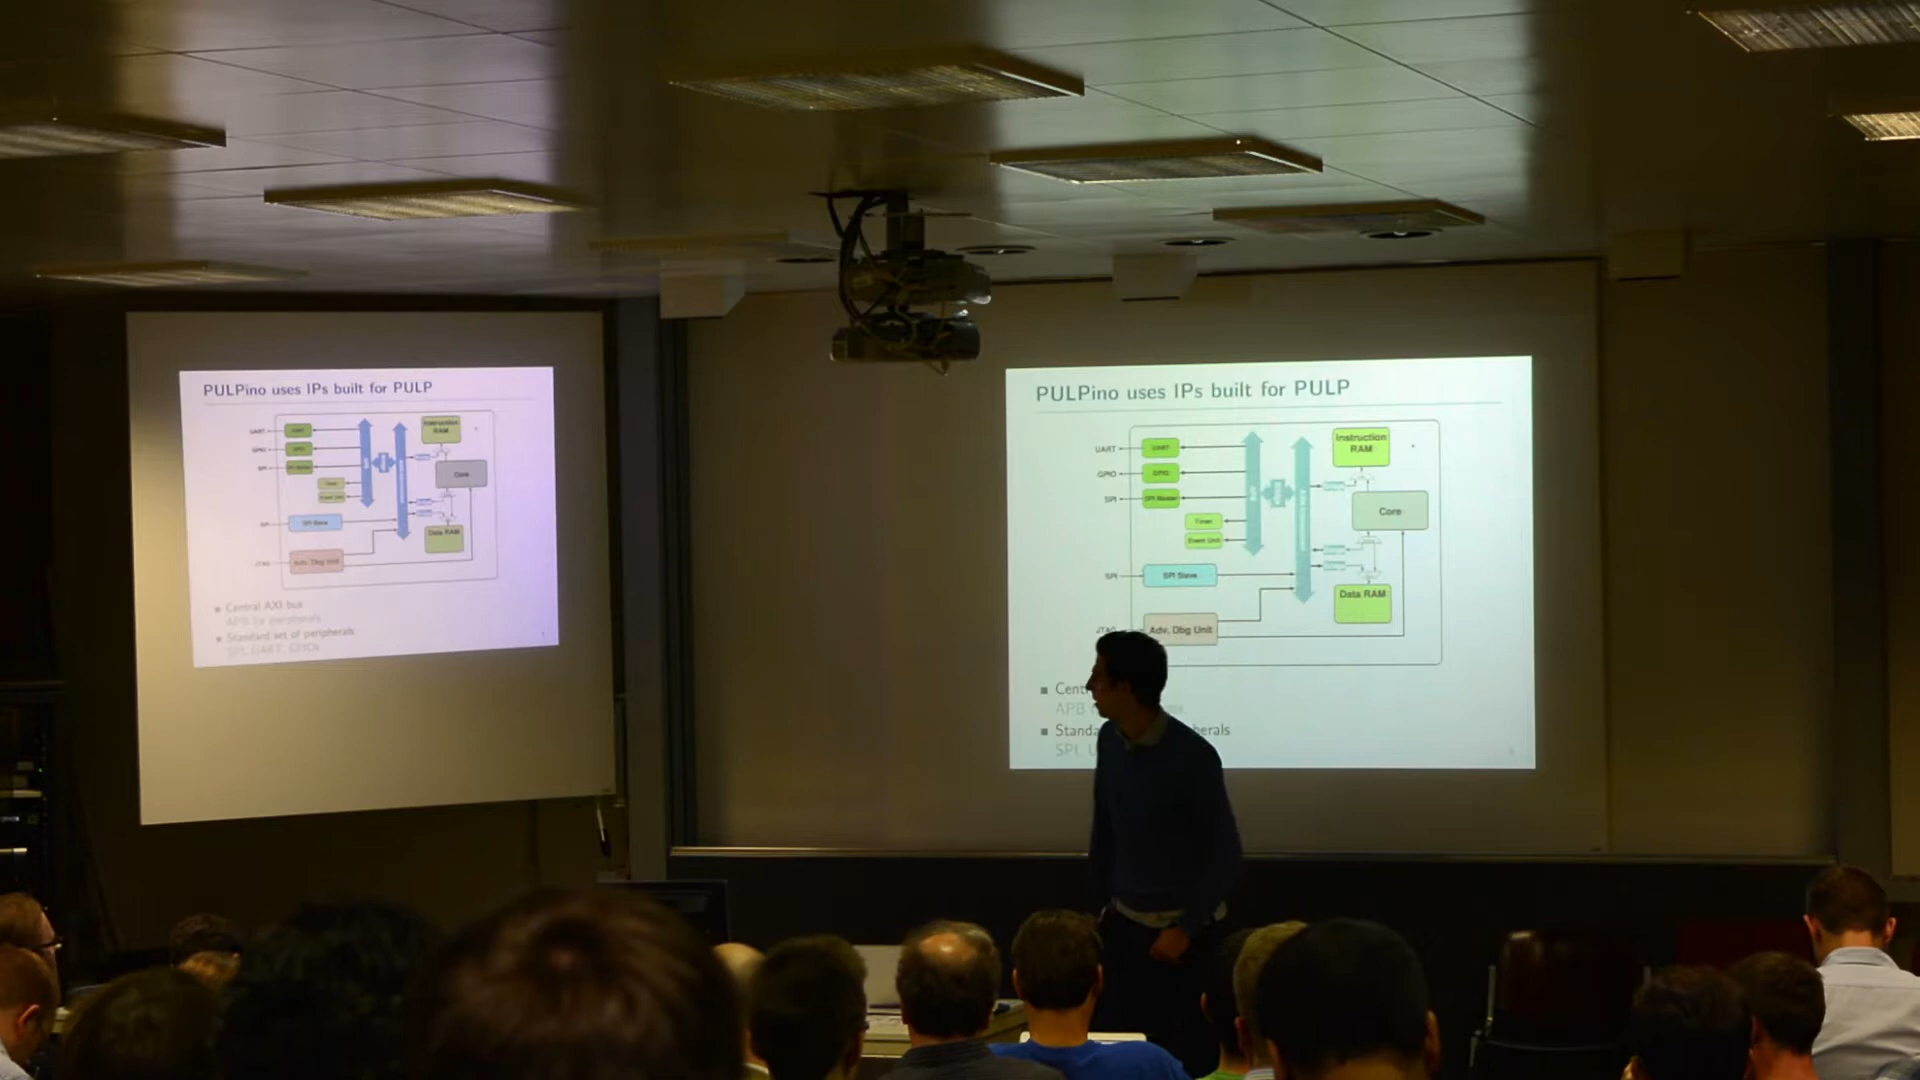 PULPino uses IPs built for PULP
UART
UART
GPIO
GPIO
SPI
SPI Master
Instruction RAM
Core
SPI
SPI Slave
JTAG
Adv. Dbg Unit
Data RAM
Central AXI bus
APB for peripherals
Standard set of peripherals
SPI, UART, GPIOs
PULPino uses IPs built for PULP
UART
UART
GPIO
GPIO
SPI
SPI Master
Timer
Event Unit
Instruction
RAM
Core
SPI
SPI Slave
Data RAM
JTAG
Adv. Dbg Unit
Cent
APB
Standa herals
SPI, U